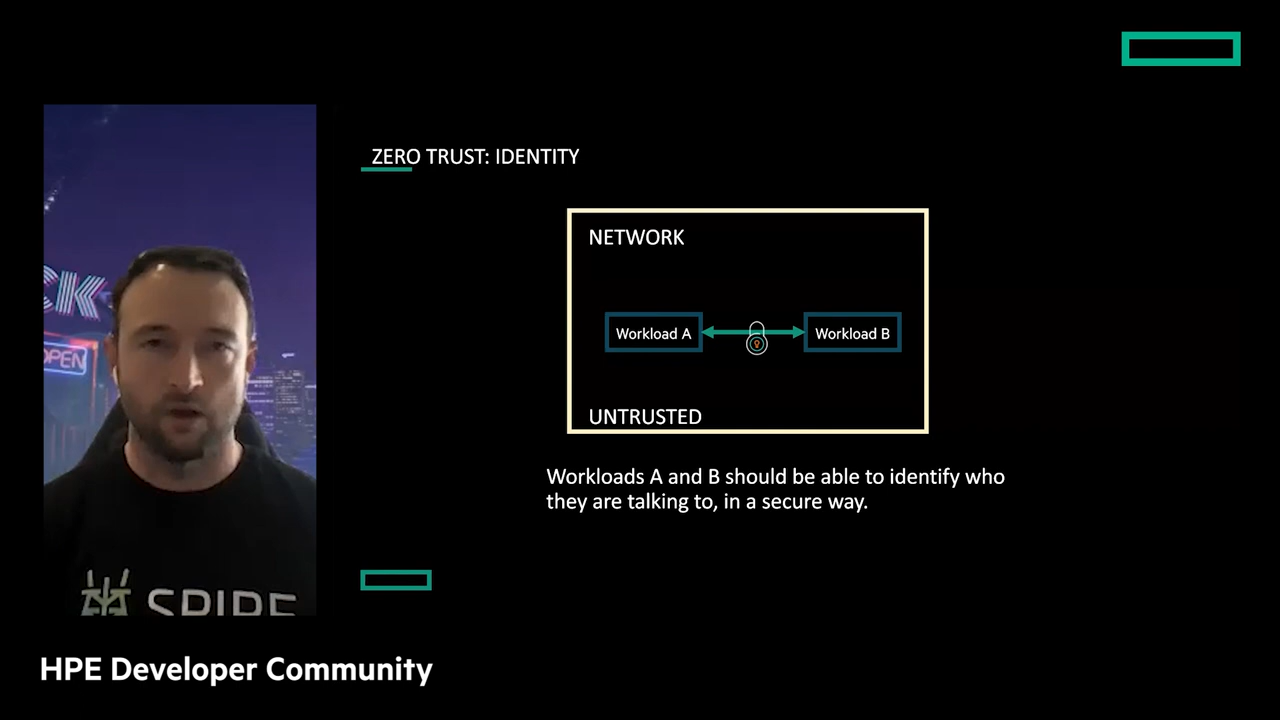 ZERO TRUST: IDENTITY
NETWORK
Workload A
Workload B
UNTRUSTED
Workloads A and B should be able to identify who
they are talking to, in a secure way.
CK
OPEN
SPIRE
HPE Developer Community